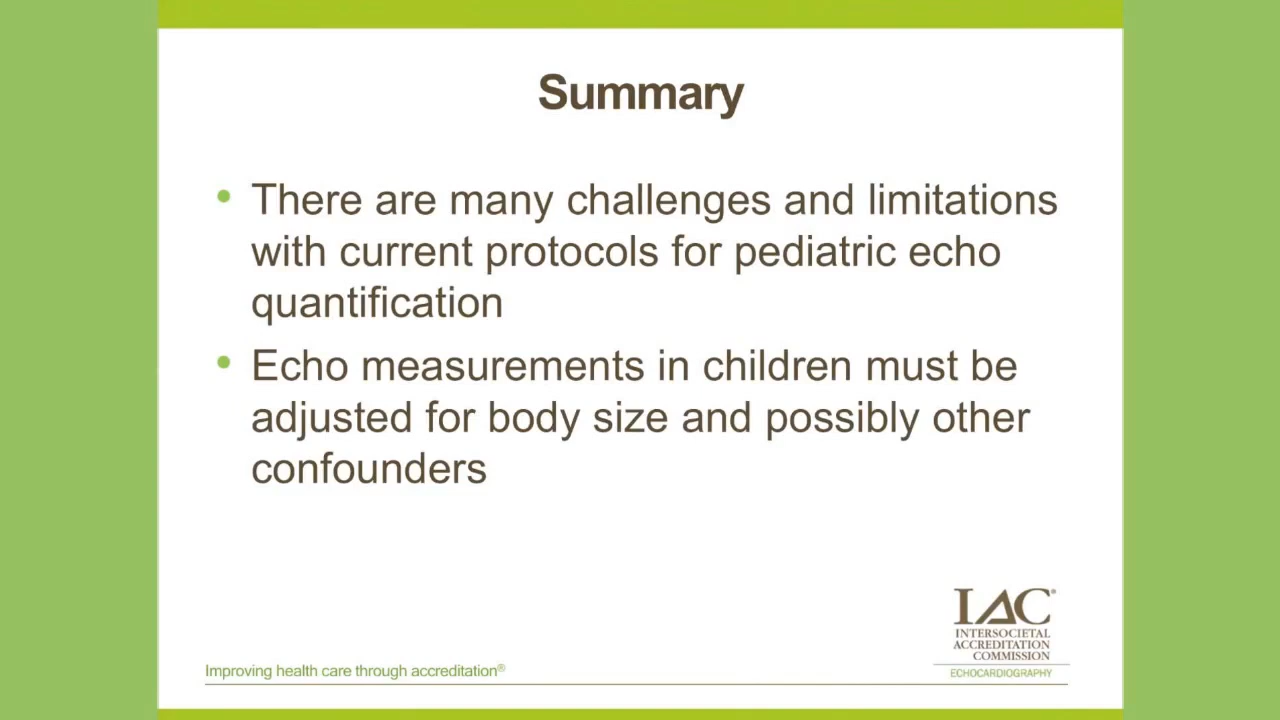 Summary
• There are many challenges and limitations
with current protocols for pediatric echo
quantification
• Echo measurements in children must be
adjusted for body size and possibly other
confounders
IAC®
INTERSOCIETAL
ACCREDITATION
COMMISSION
ECHOCARDIOGRAPHY
Improving health care through accreditation®